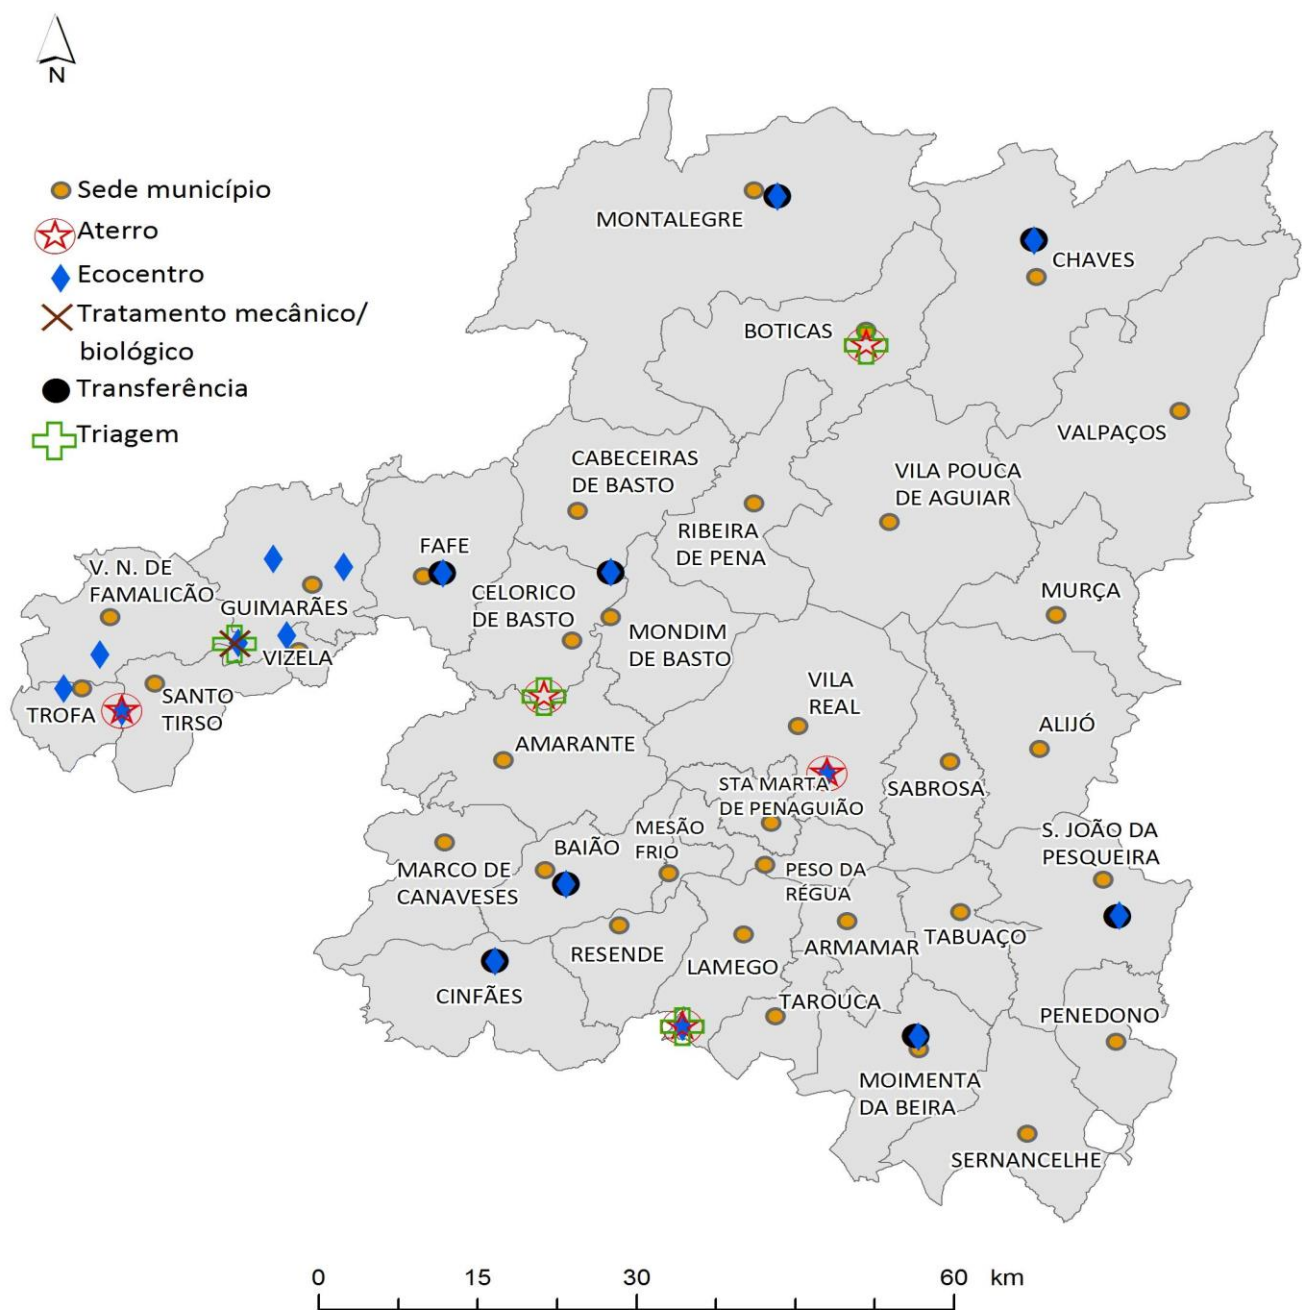 N
Sede município
Aterro
Ecocentro
Tratamento mecânico/
biológico
Transferência
Triagem
MONTALEGRE
CHAVES
BOTICAS
VALPAÇOS
CABECEIRAS
DE BASTO
VILA POUCA
DE AGUIAR
RIBEIRA
DE PENA
FAFE
V. N. DE
FAMALICÃO
GUIMARÃES
CELORICO
DE BASTO
MURÇA
MONDIM
DE BASTO
VIZELA
VILA
REAL
SANTO
TIRSO
TROFA
ALIJÓ
AMARANTE
STA MARTA
DE PENAGUIÃO
SABROSA
MESÃO
FRIO
S. JOÃO DA
PESQUEIRA
BAIÃO
MARCO DE
CANAVESES
PESO DA
RÉGUA
RESENDE
LAMEGO
ARMAMAR
TABUAÇO
CINFÃES
TAROUCA
PENEDONO
MOIMENTA
DA BEIRA
SERNANCELHE
0 15 30 60 km